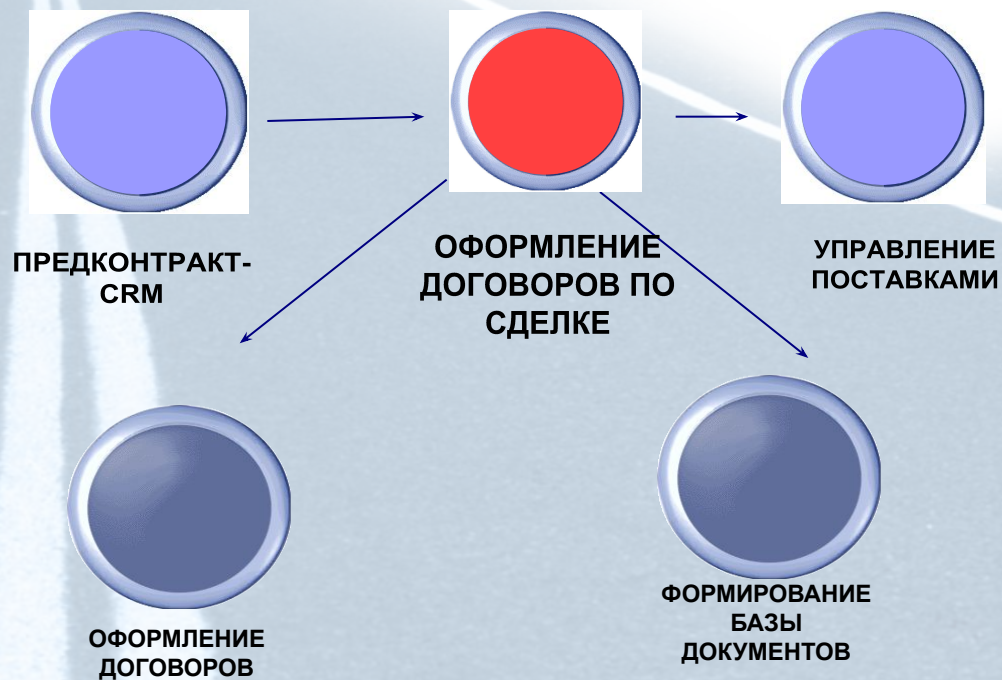 ПРЕДКОНТРАКТ-
CRM
ОФОРМЛЕНИЕ
ДОГОВОРОВ ПО
СДЕЛКЕ
УПРАВЛЕНИЕ
ПОСТАВКАМИ
ОФОРМЛЕНИЕ
ДОГОВОРОВ
ФОРМИРОВАНИЕ
БАЗЫ
ДОКУМЕНТОВ